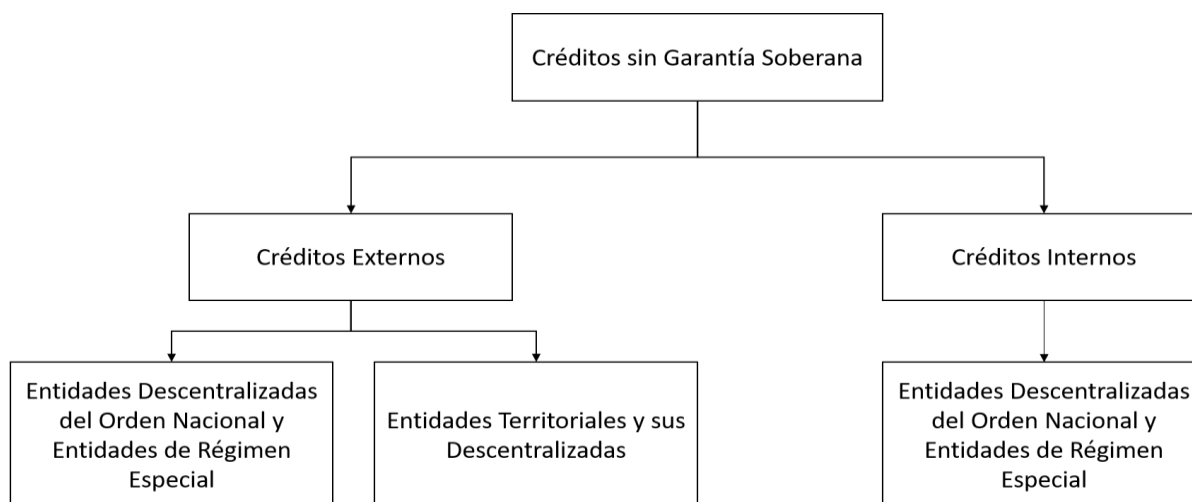 Créditos sin Garantía Soberana
Créditos Externos
Créditos Internos
Entidades Descentralizadas
del Orden Nacional y
Entidades de Régimen
Especial
Entidades Territoriales y sus
Descentralizadas
Entidades Descentralizadas
del Orden Nacional y
Entidades de Régimen
Especial